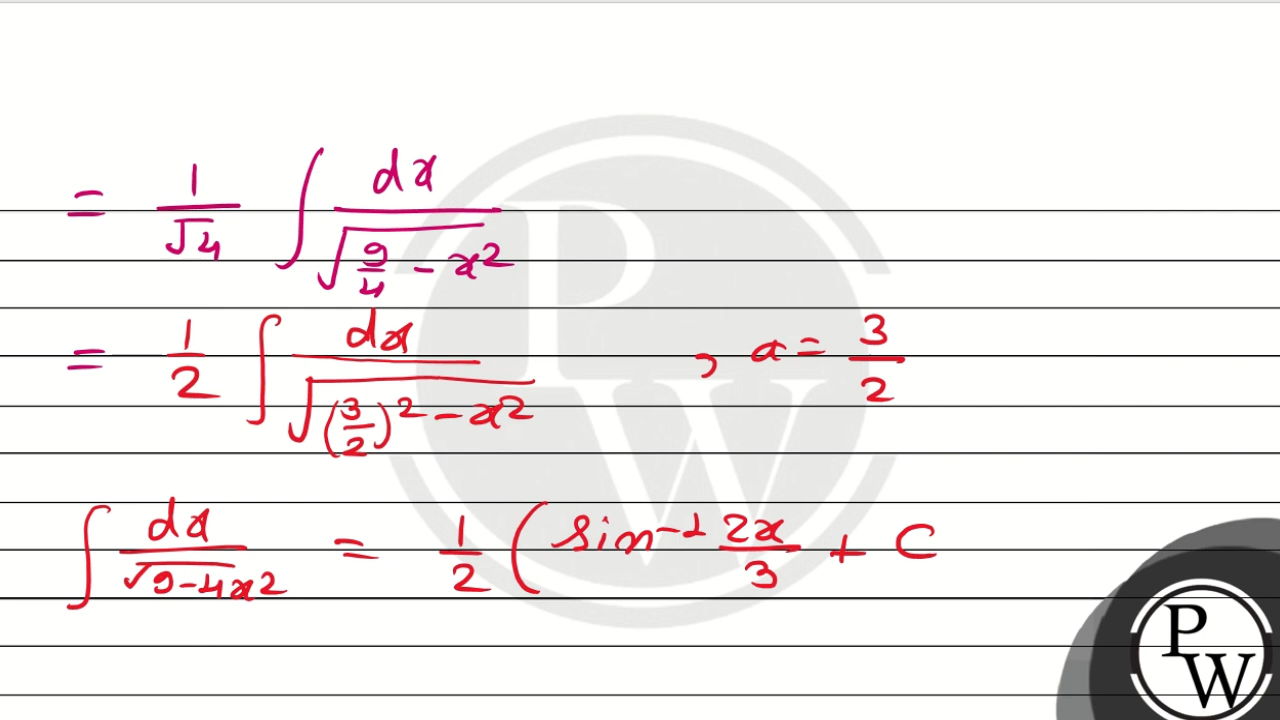 = 1/√4 ∫ dx/√(9/4 - x²)
= 1/2 ∫ dx/√((3/2)² - x²) , a = 3/2
∫ dx/√9-4x² = 1/2 (sin⁻¹ 2x/3 + C
PW
PW